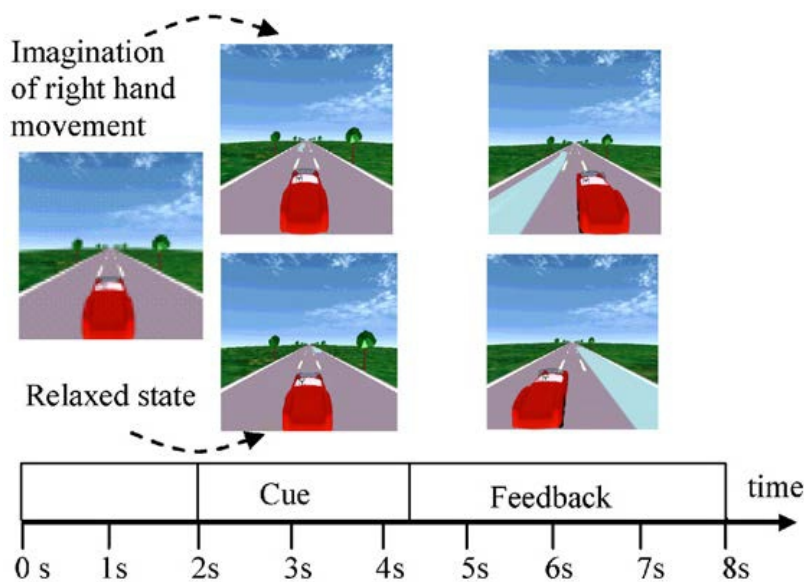 Imagination
of right hand
movement
Relaxed state
Cue
Feedback
time
0 s 1s 2s 3s 4s 5s 6s 7s 8s